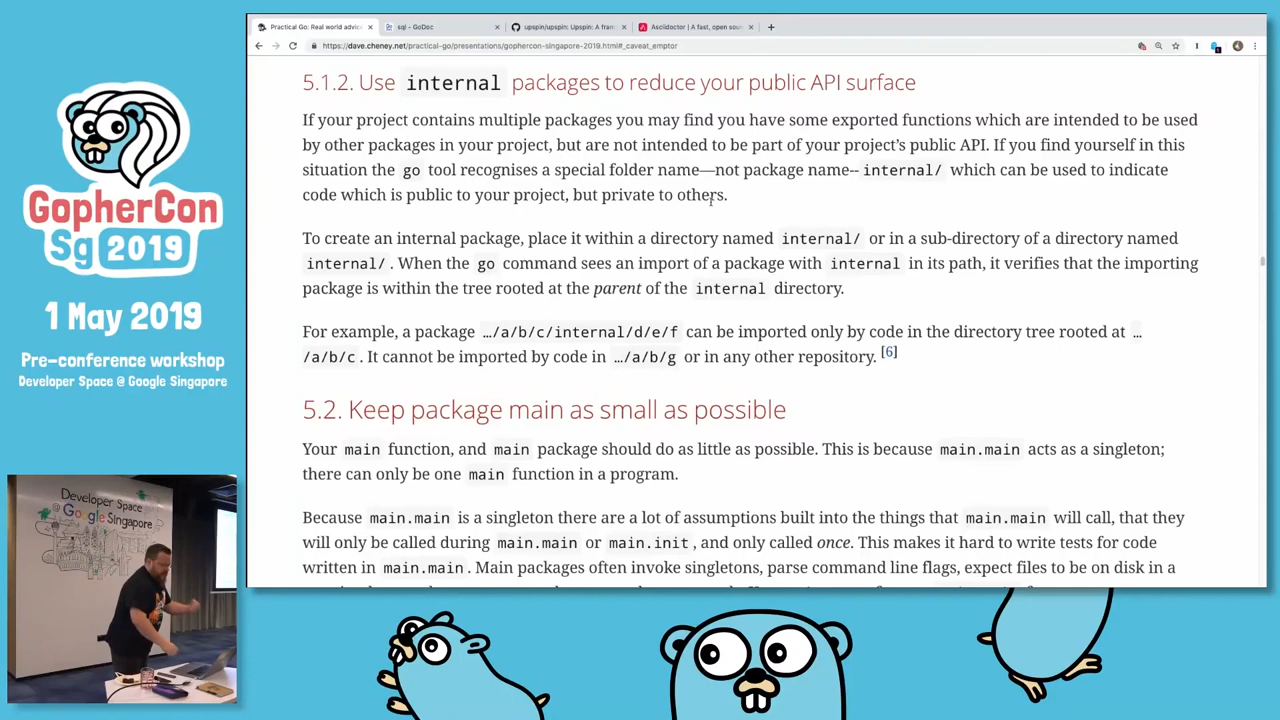 Practical Go: Real world advic
sql - GoDoc
upspin/upspin: Upspin: A fram
Asciidoctor | A fast, open sour
https://dave.cheney.net/practical-go/presentations/gophercon-singapore-2019.html#_caveat_emptor
5.1.2. Use internal packages to reduce your public API surface
If your project contains multiple packages you may find you have some exported functions which are intended to be used
by other packages in your project, but are not intended to be part of your project's public API. If you find yourself in this
situation the go tool recognises a special folder name—not package name-- internal/ which can be used to indicate
code which is public to your project, but private to others.
To create an internal package, place it within a directory named internal/ or in a sub-directory of a directory named
internal/. When the go command sees an import of a package with internal in its path, it verifies that the importing
package is within the tree rooted at the parent of the internal directory.
For example, a package …/a/b/c/internal/d/e/f can be imported only by code in the directory tree rooted at …
/a/b/c. It cannot be imported by code in …/a/b/g or in any other repository. [6]
5.2. Keep package main as small as possible
Your main function, and main package should do as little as possible. This is because main.main acts as a singleton;
there can only be one main function in a program.
Because main.main is a singleton there are a lot of assumptions built into the things that main.main will call, that they
will only be called during main.main or main.init, and only called once. This makes it hard to write tests for code
written in main.main. Main packages often invoke singletons, parse command line flags, expect files to be on disk in a
GopherCon
Sg 2019
1 May 2019
Pre-conference workshop
Developer Space @ Google Singapore
Developer Space
@ Google Singapore